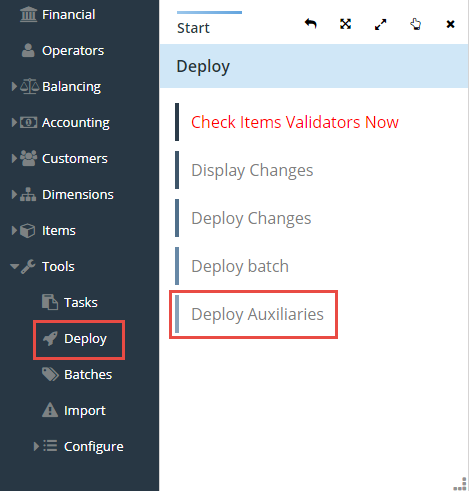 Financial
Operators
Balancing
Accounting
Customers
Dimensions
Items
Tools
Tasks
Deploy
Batches
Import
Configure
Start
Deploy
Check Items Validators Now
Display Changes
Deploy Changes
Deploy batch
Deploy Auxiliaries